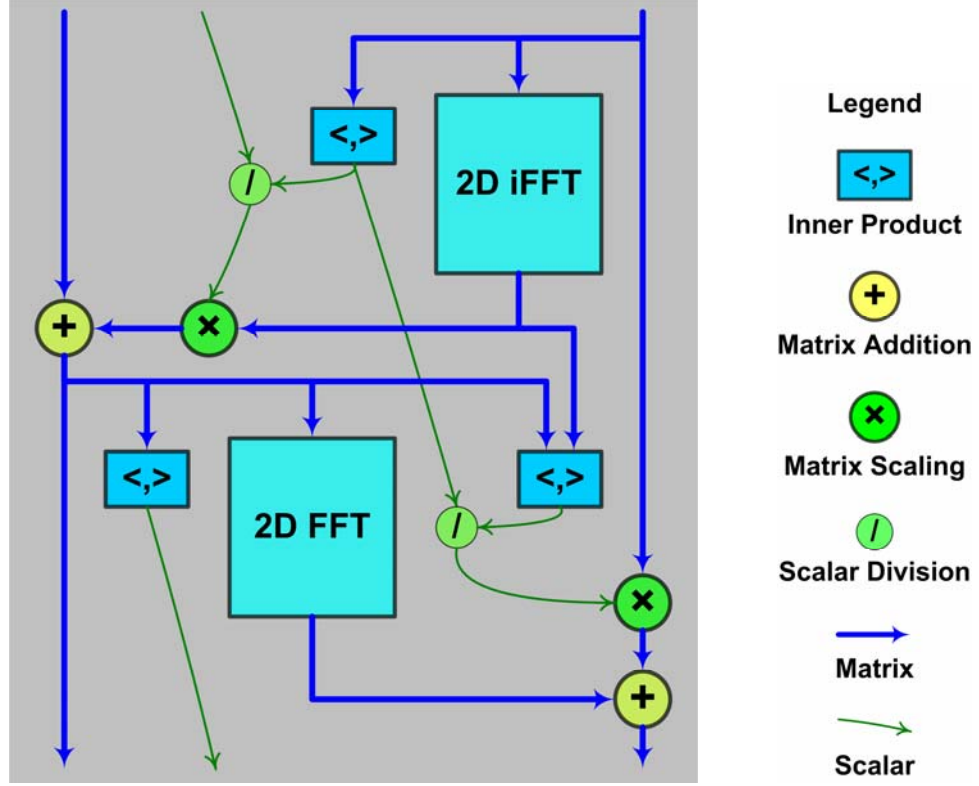 <,>
2D iFFT
/
+
×
<,>
2D FFT
<,>
/
×
+
Legend
<,>
Inner Product
+
Matrix Addition
×
Matrix Scaling
/
Scalar Division
Matrix
Scalar